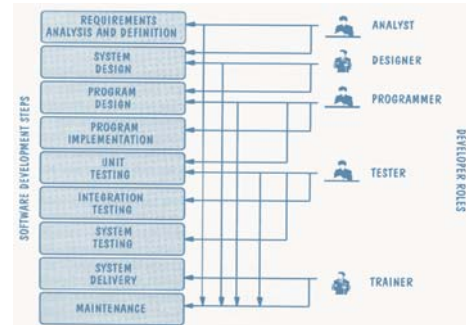 REQUIREMENTS
ANALYSIS AND DEFINITION
SYSTEM
DESIGN
PROGRAM
DESIGN
PROGRAM
IMPLEMENTATION
UNIT
TESTING
INTEGRATION
TESTING
SYSTEM
TESTING
SYSTEM
DELIVERY
MAINTENANCE
SOFTWARE DEVELOPMENT STEPS
ANALYST
DESIGNER
PROGRAMMER
TESTER
TRAINER
DEVELOPER ROLES